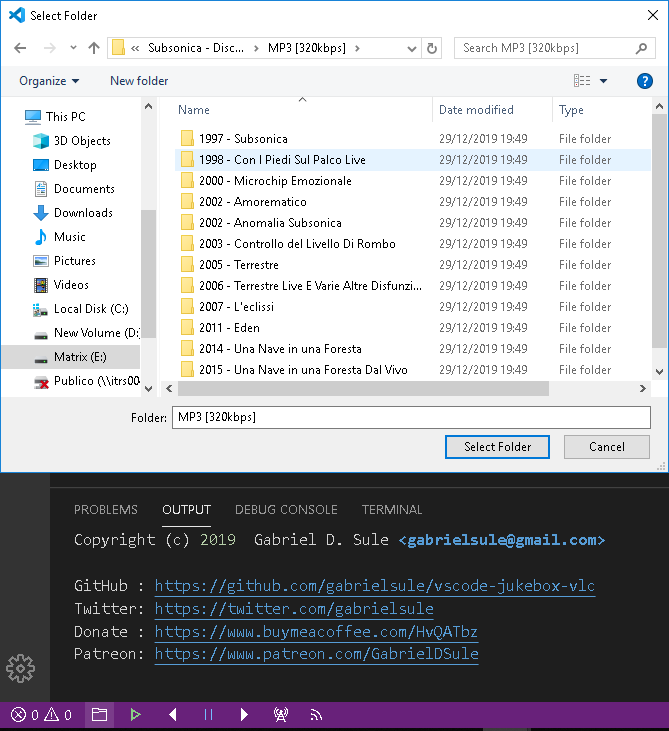 Select Folder
« Subsonica - Disc... > MP3 [320kbps] >
Search MP3 [320kbps]
Organize
New folder
?
Name
Date modified
Type
This PC
3D Objects
Desktop
Documents
Downloads
Music
Pictures
Videos
Local Disk (C:)
New Volume (D:
Matrix (E:)
Publico (\\itrs00
1997 - Subsonica 29/12/2019 19:49 File folder
1998 - Con I Piedi Sul Palco Live 29/12/2019 19:49 File folder
2000 - Microchip Emozionale 29/12/2019 19:49 File folder
2002 - Amorematico 29/12/2019 19:49 File folder
2002 - Anomalia Subsonica 29/12/2019 19:49 File folder
2003 - Controllo del Livello Di Rombo 29/12/2019 19:49 File folder
2005 - Terrestre 29/12/2019 19:49 File folder
2006 - Terrestre Live E Varie Altre Disfunzi... 29/12/2019 19:49 File folder
2007 - L'eclissi 29/12/2019 19:49 File folder
2011 - Eden 29/12/2019 19:49 File folder
2014 - Una Nave in una Foresta 29/12/2019 19:49 File folder
2015 - Una Nave in una Foresta Dal Vivo 29/12/2019 19:49 File folder
Folder: MP3 [320kbps]
Select Folder
Cancel
PROBLEMS OUTPUT DEBUG CONSOLE TERMINAL
Copyright (c) 2019 Gabriel D. Sule <gabrielsule@gmail.com>
GitHub : https://github.com/gabrielsule/vscode-jukebox-vlc
Twitter: https://twitter.com/gabrielsule
Donate : https://www.buymeacoffee.com/HvQATbz
Patreon: https://www.patreon.com/GabrielDSule
0 0